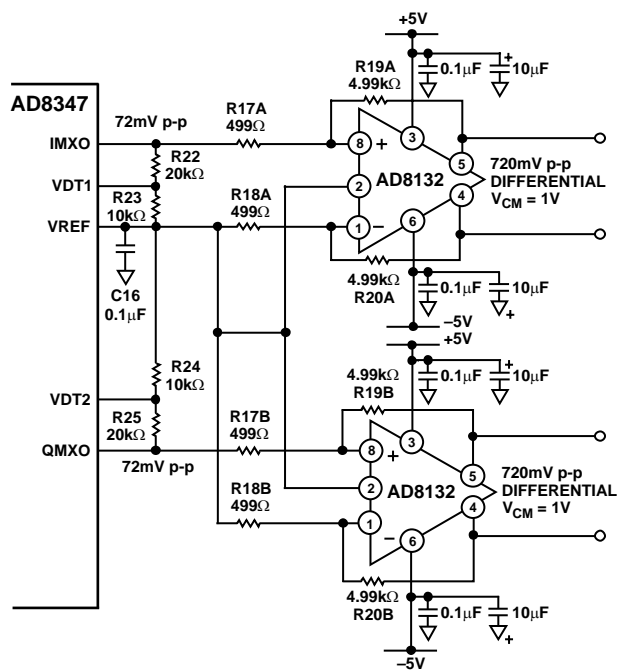 +5V
R19A
4.99kΩ
0.1μF
+
10μF
AD8347
R17A
499Ω
72mV p-p
IMXO
R22
20kΩ
8
+
3
5
720mV p-p
DIFFERENTIAL
VCM = 1V
VDT1
R23
10kΩ
R18A
499Ω
2
AD8132
4
VREF
1
–
6
C16
0.1μF
4.99kΩ
R20A
0.1μF
10μF
+
–5V
+5V
R24
10kΩ
4.99kΩ
R19B
0.1μF
+
10μF
VDT2
R25
20kΩ
R17B
499Ω
QMXO
72mV p-p
8
+
3
5
720mV p-p
DIFFERENTIAL
VCM = 1V
R18B
499Ω
2
AD8132
4
1
–
6
4.99kΩ
R20B
0.1μF
10μF
+
–5V